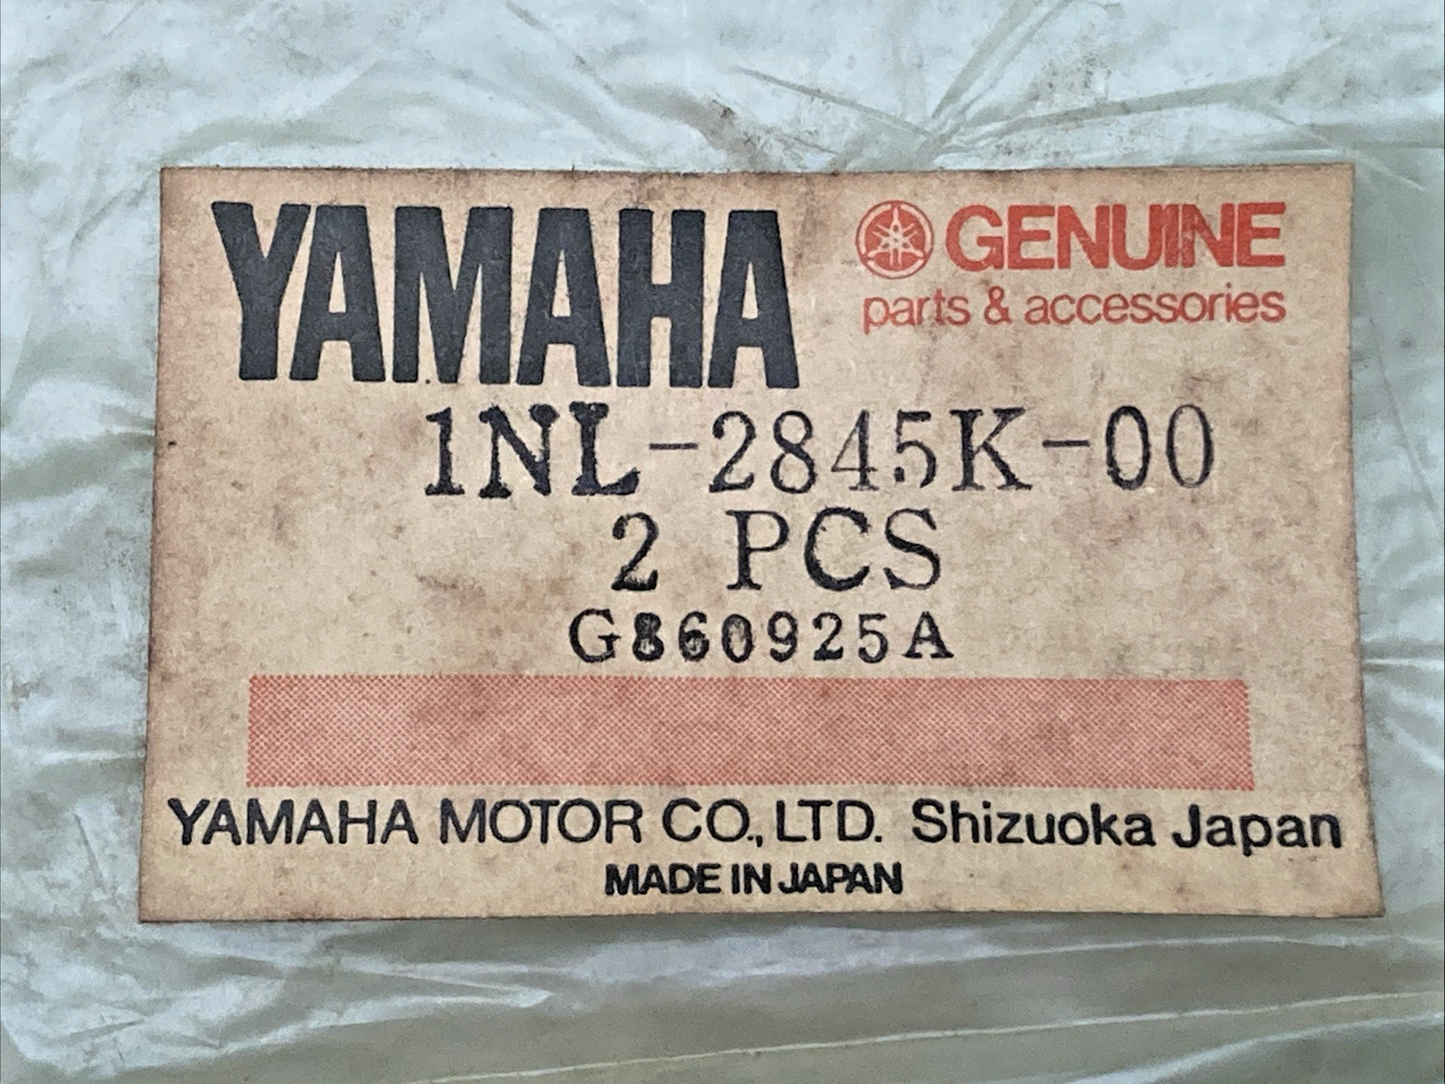 YAMAHA GENUINE
parts & accessories
1NL-2845K-00
2 PCS
G860925A
YAMAHA MOTOR CO., LTD. Shizuoka Japan
MADE IN JAPAN